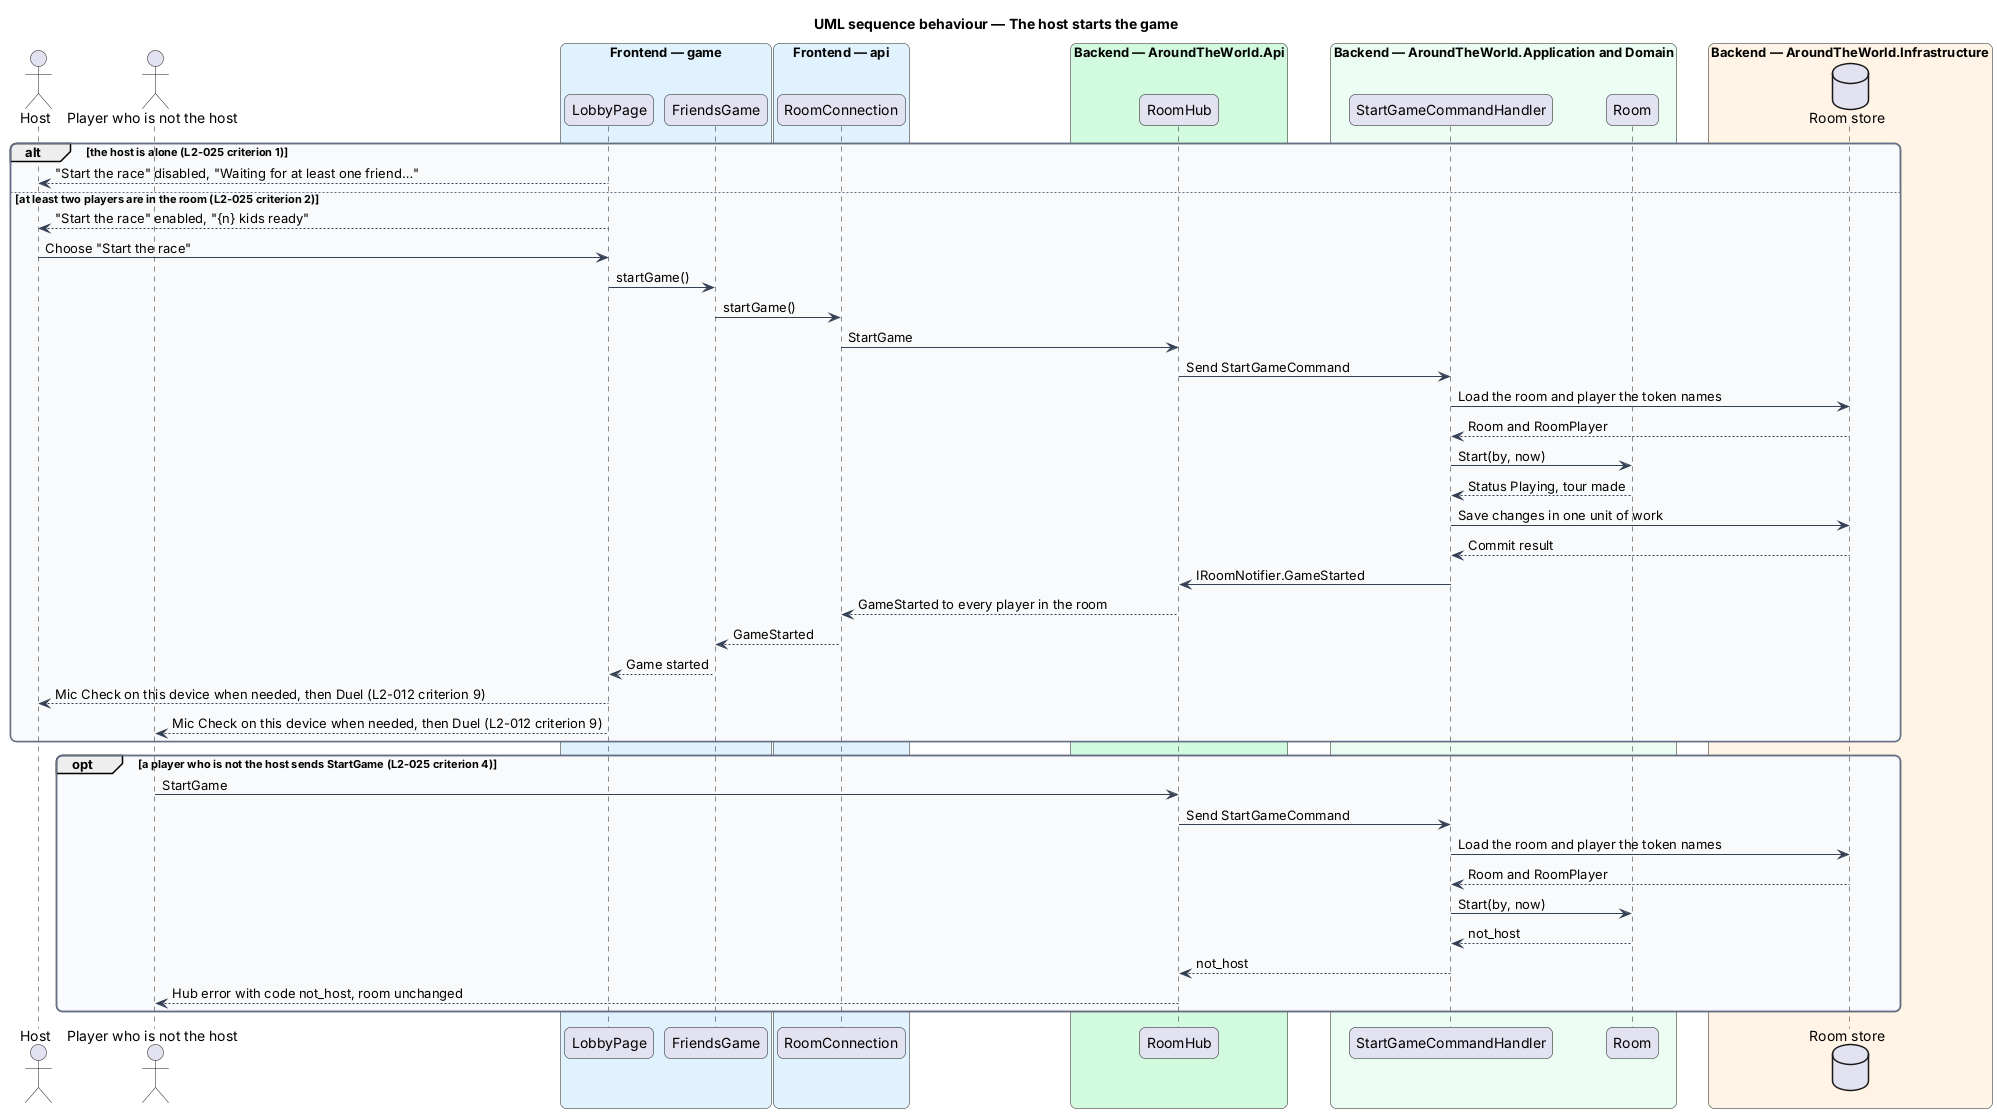 UML sequence behaviour — The host starts the game
Frontend — game
Frontend — api
Backend — AroundTheWorld.Api
Backend — AroundTheWorld.Application and Domain
Backend — AroundTheWorld.Infrastructure
Host
Player who is not the host
LobbyPage
FriendsGame
RoomConnection
RoomHub
StartGameCommandHandler
Room
Room store
alt
[the host is alone (L2-025 criterion 1)]
"Start the race" disabled, "Waiting for at least one friend..."
[at least two players are in the room (L2-025 criterion 2)]
"Start the race" enabled, "{n} kids ready"
Choose "Start the race"
startGame()
startGame()
StartGame
Send StartGameCommand
Load the room and player the token names
Room and RoomPlayer
Start(by, now)
Status Playing, tour made
Save changes in one unit of work
Commit result
IRoomNotifier.GameStarted
GameStarted to every player in the room
GameStarted
Game started
Mic Check on this device when needed, then Duel (L2-012 criterion 9)
Mic Check on this device when needed, then Duel (L2-012 criterion 9)
opt
[a player who is not the host sends StartGame (L2-025 criterion 4)]
StartGame
Send StartGameCommand
Load the room and player the token names
Room and RoomPlayer
Start(by, now)
not_host
not_host
Hub error with code not_host, room unchanged
Host
Player who is not the host
LobbyPage
FriendsGame
RoomConnection
RoomHub
StartGameCommandHandler
Room
Room store